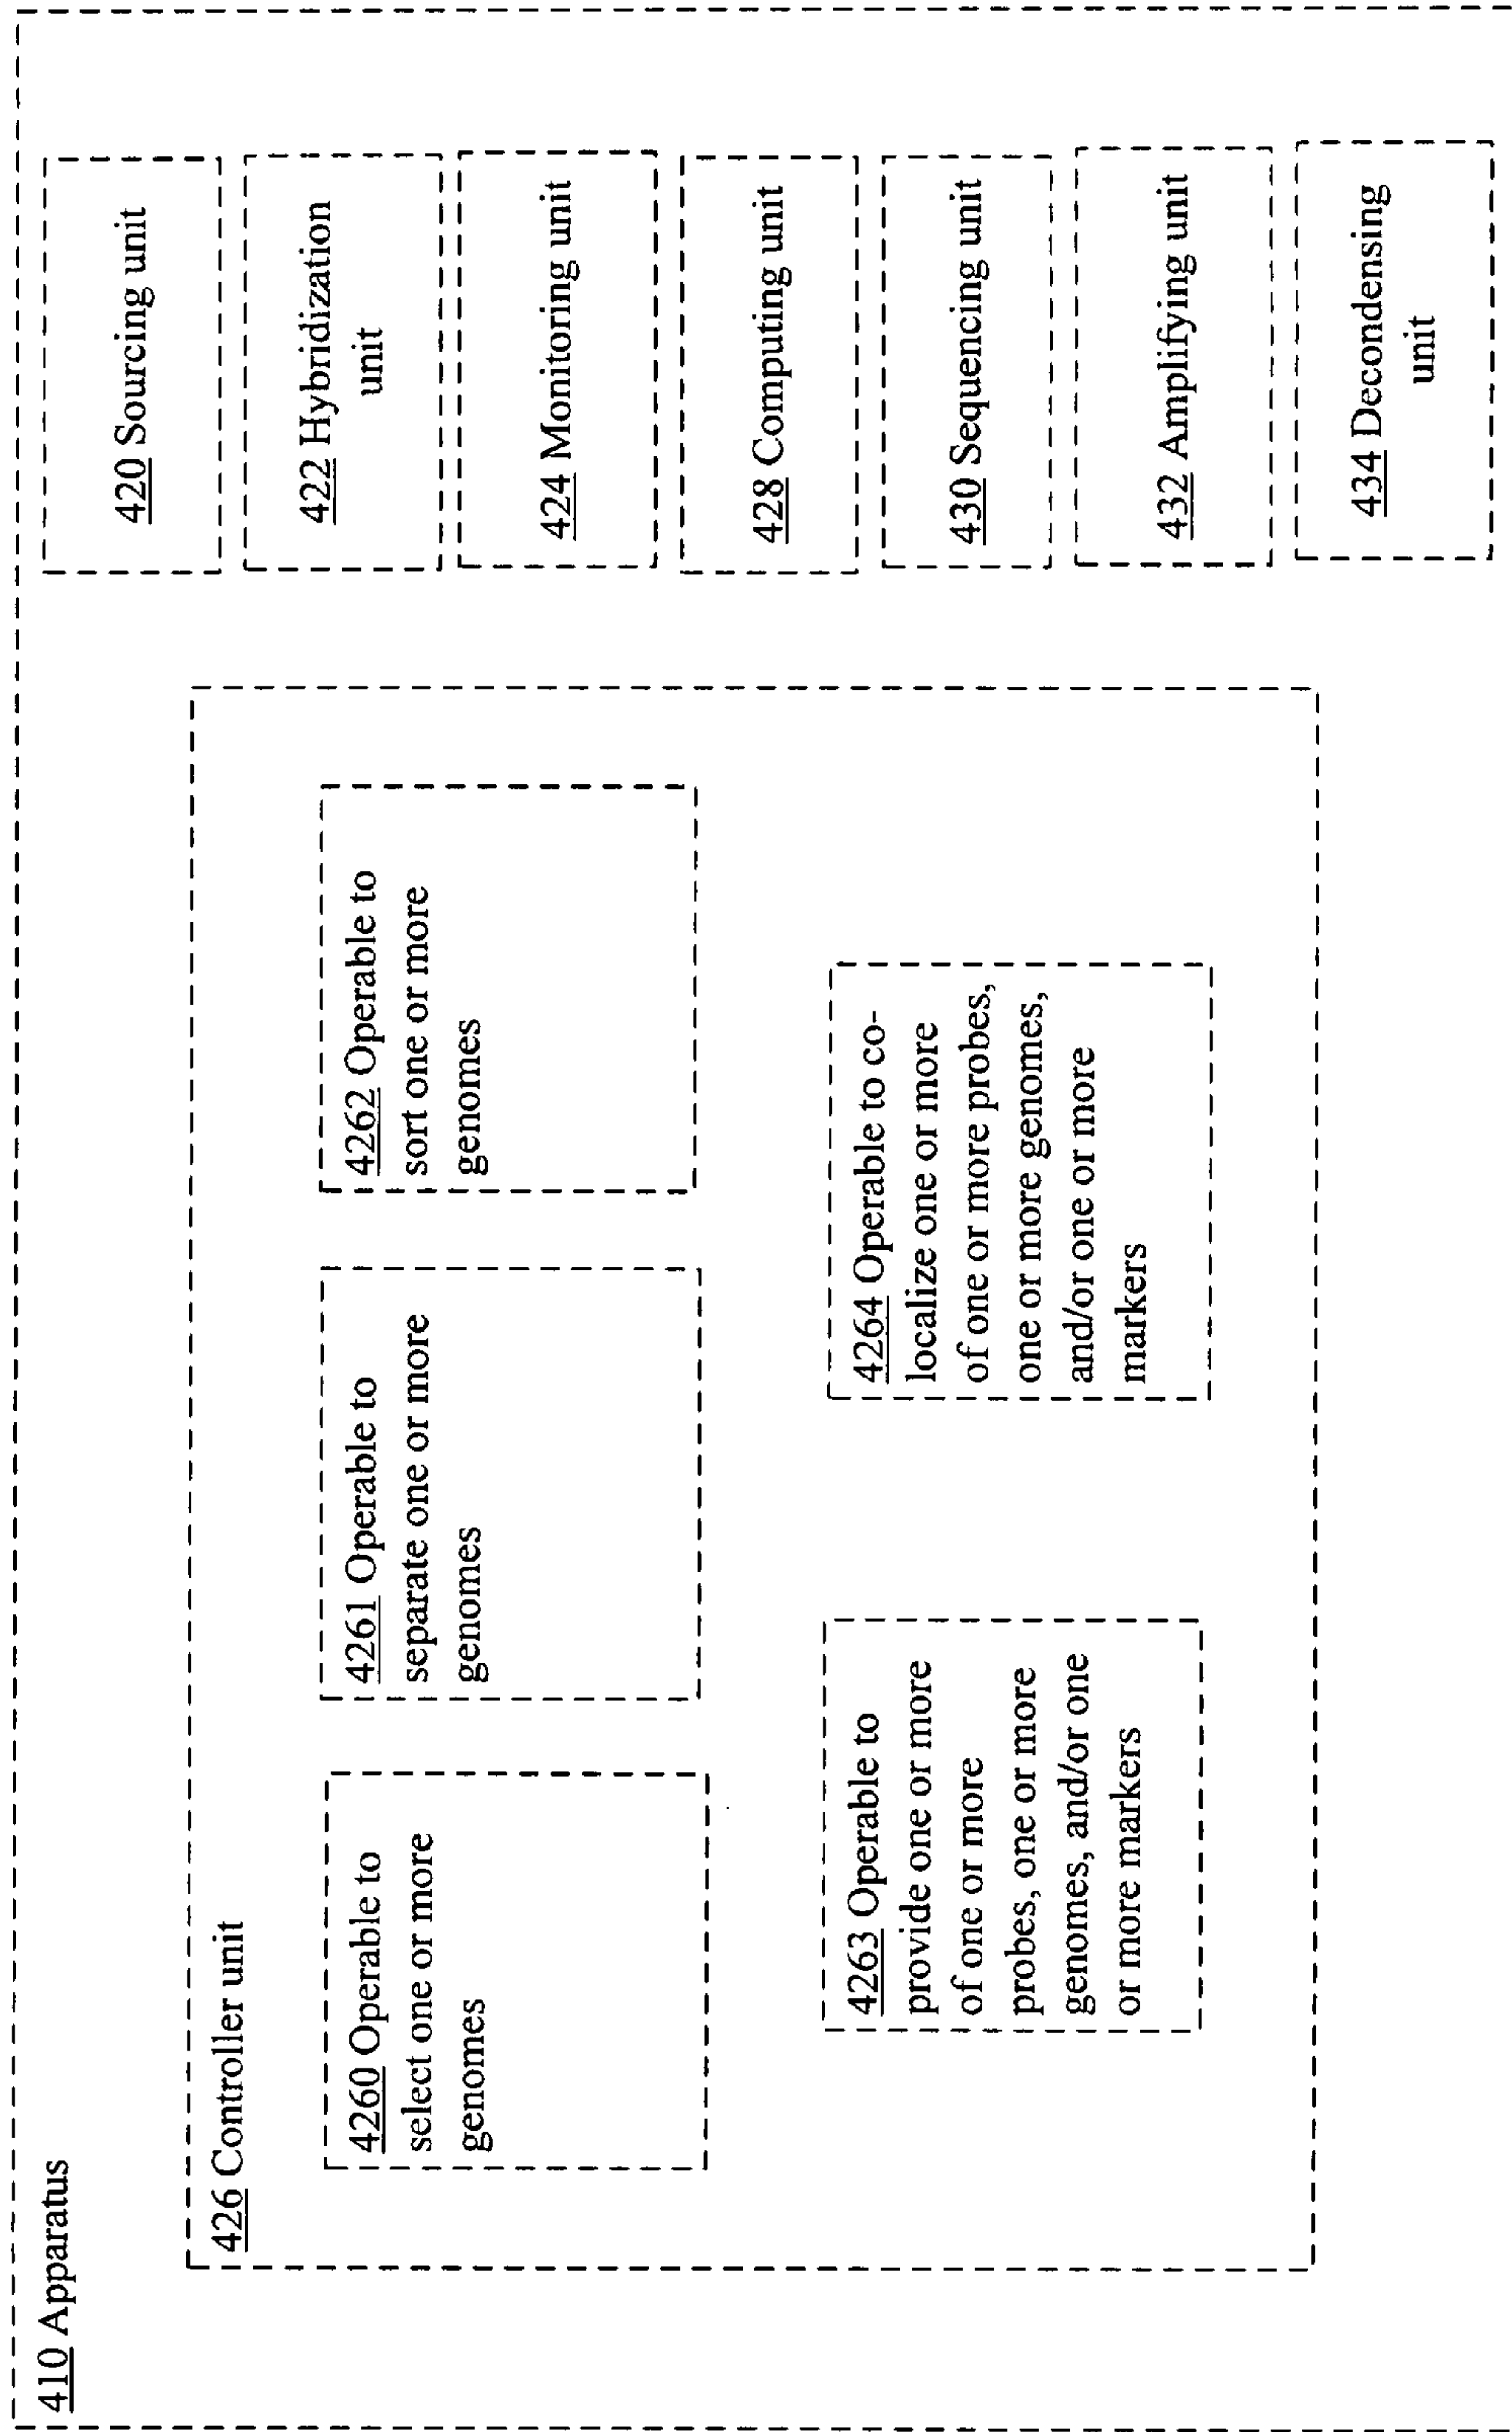 410 Apparatus
426 Controller unit
4260 Operable to
select one or more
genomes
4261 Operable to
separate one or more
genomes
4262 Operable to
sort one or more
genomes
4263 Operable to
provide one or more
of one or more
probes, one or more
genomes, and/or one
or more markers
4264 Operable to co-
localize one or more
of one or more probes,
one or more genomes,
and/or one or more
markers
420 Sourcing unit
422 Hybridization
unit
424 Monitoring unit
428 Computing unit
430 Sequencing unit
432 Amplifying unit
434 Decondensing
unit